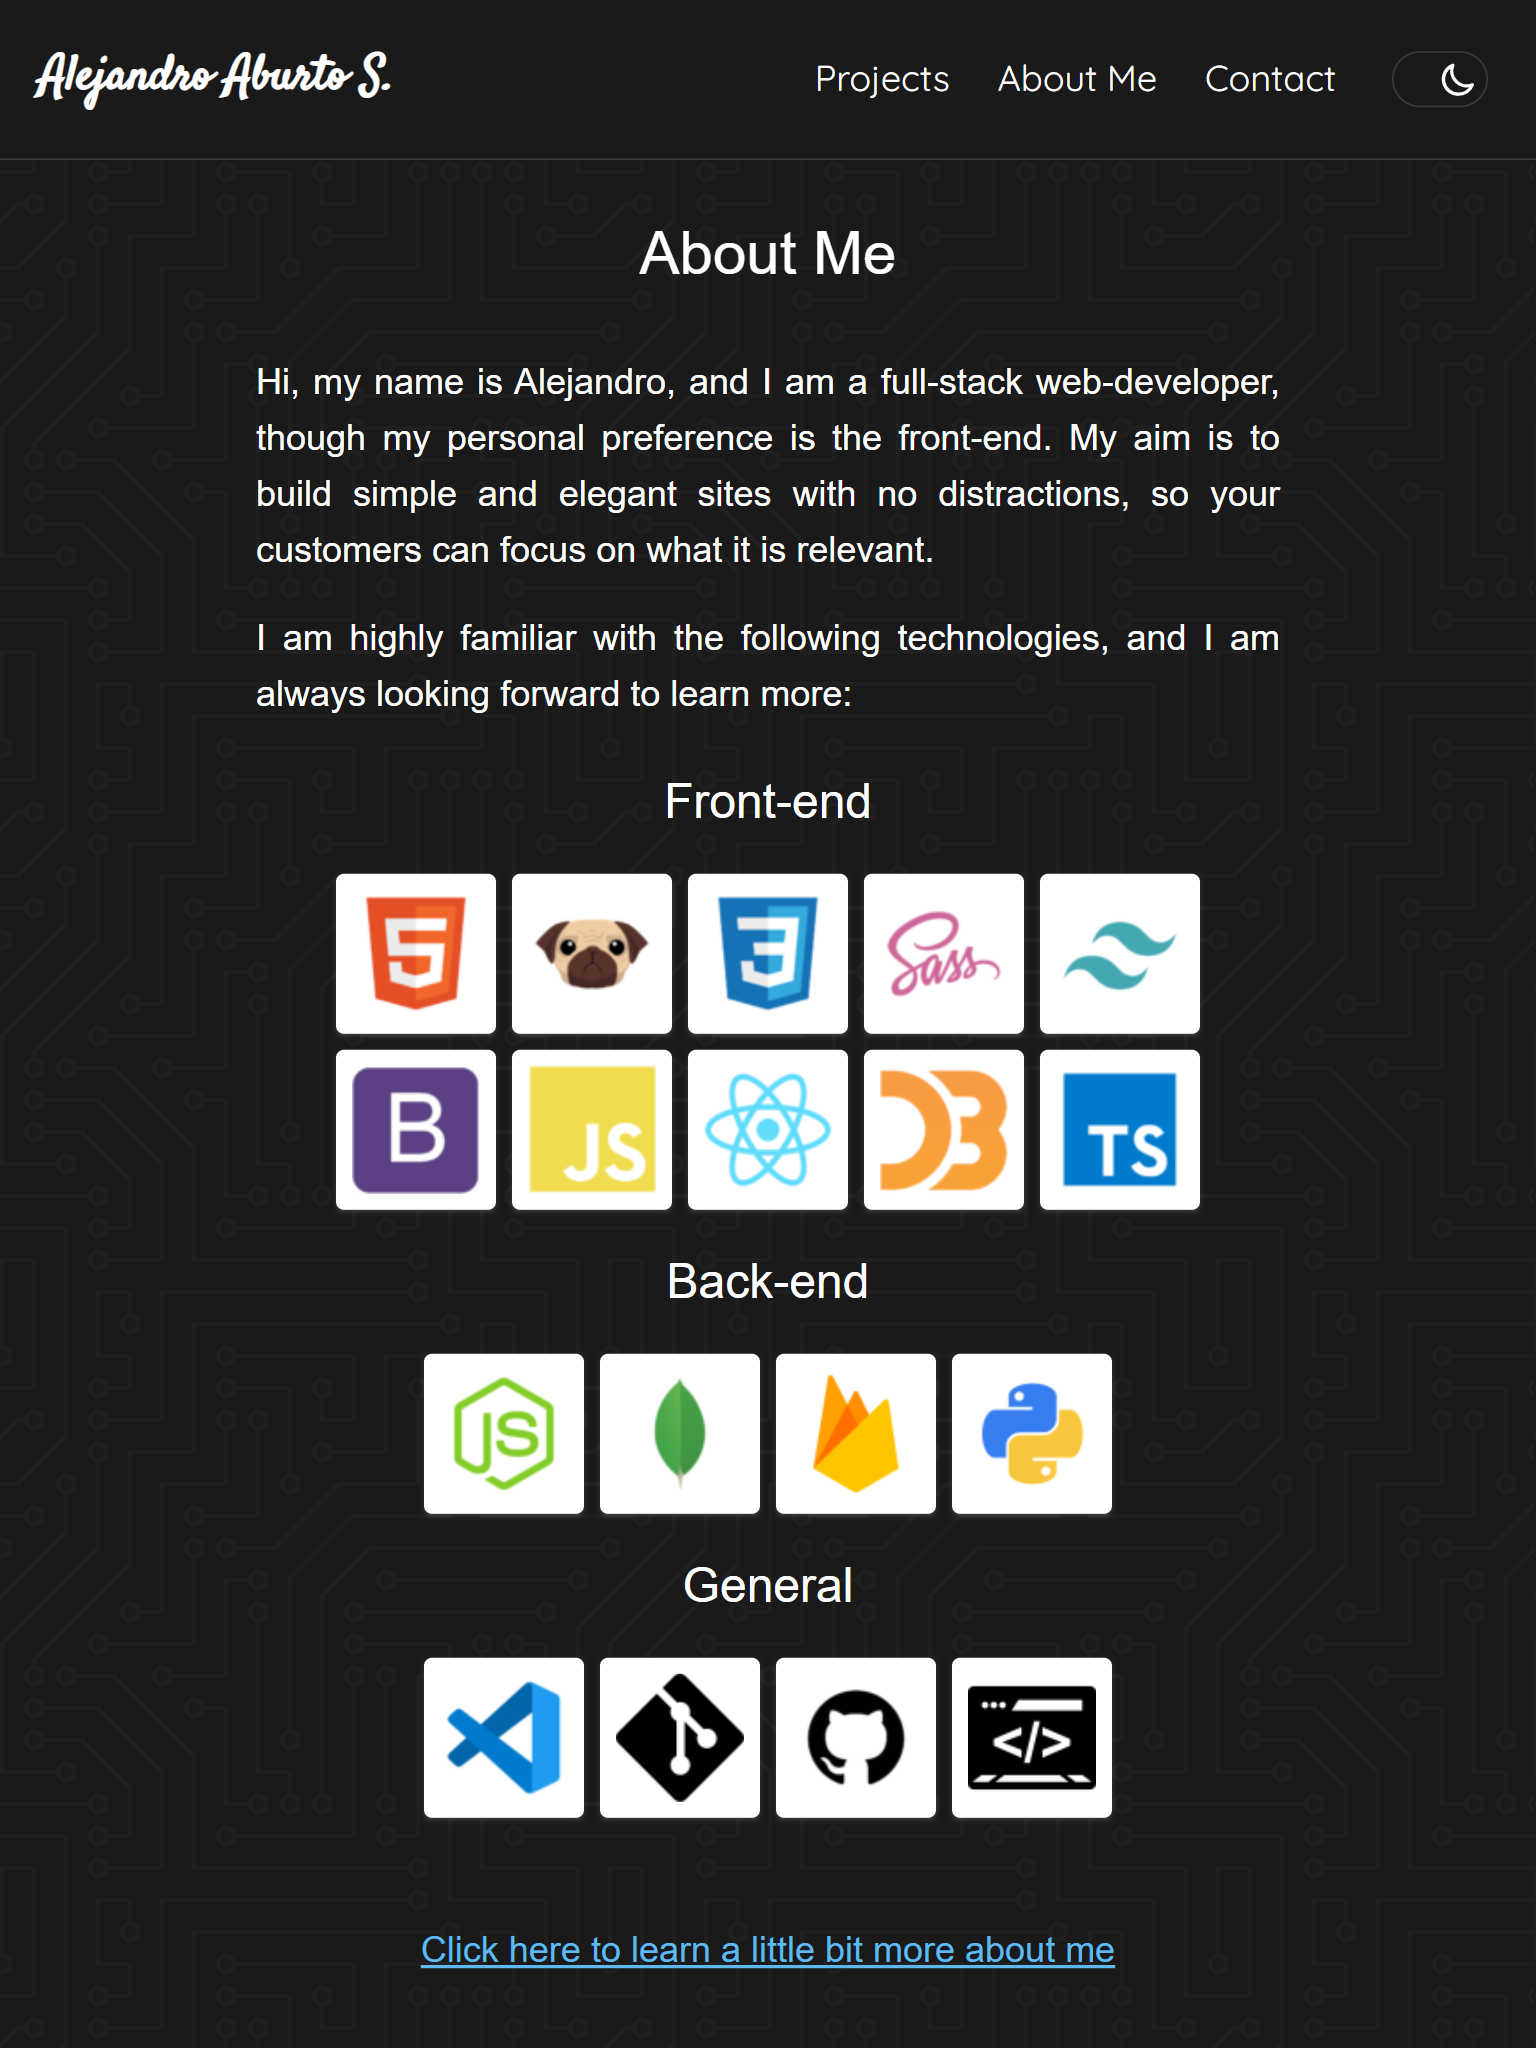 Alejandro Aburto S.
Projects About Me Contact
About Me
Hi, my name is Alejandro, and I am a full-stack web-developer,
though my personal preference is the front-end. My aim is to
build simple and elegant sites with no distractions, so your
customers can focus on what it is relevant.
I am highly familiar with the following technologies, and I am
always looking forward to learn more:
Front-end
5 3 Sass
B JS D3 TS
Back-end
JS
General
</>
Click here to learn a little bit more about me